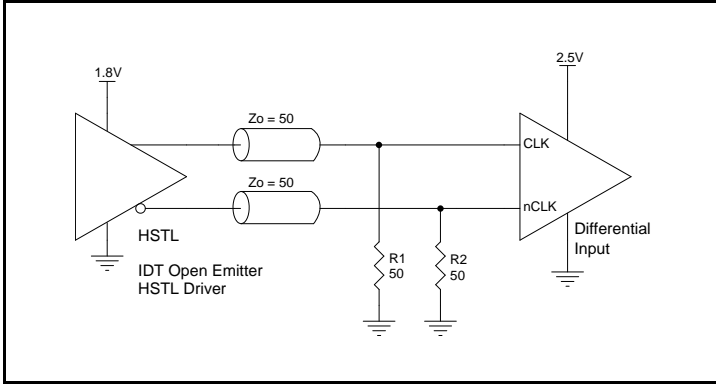 1.8V
2.5V
Zo = 50
CLK
Zo = 50
nCLK
HSTL
Differential
Input
IDT Open Emitter
HSTL Driver
R1
50
R2
50